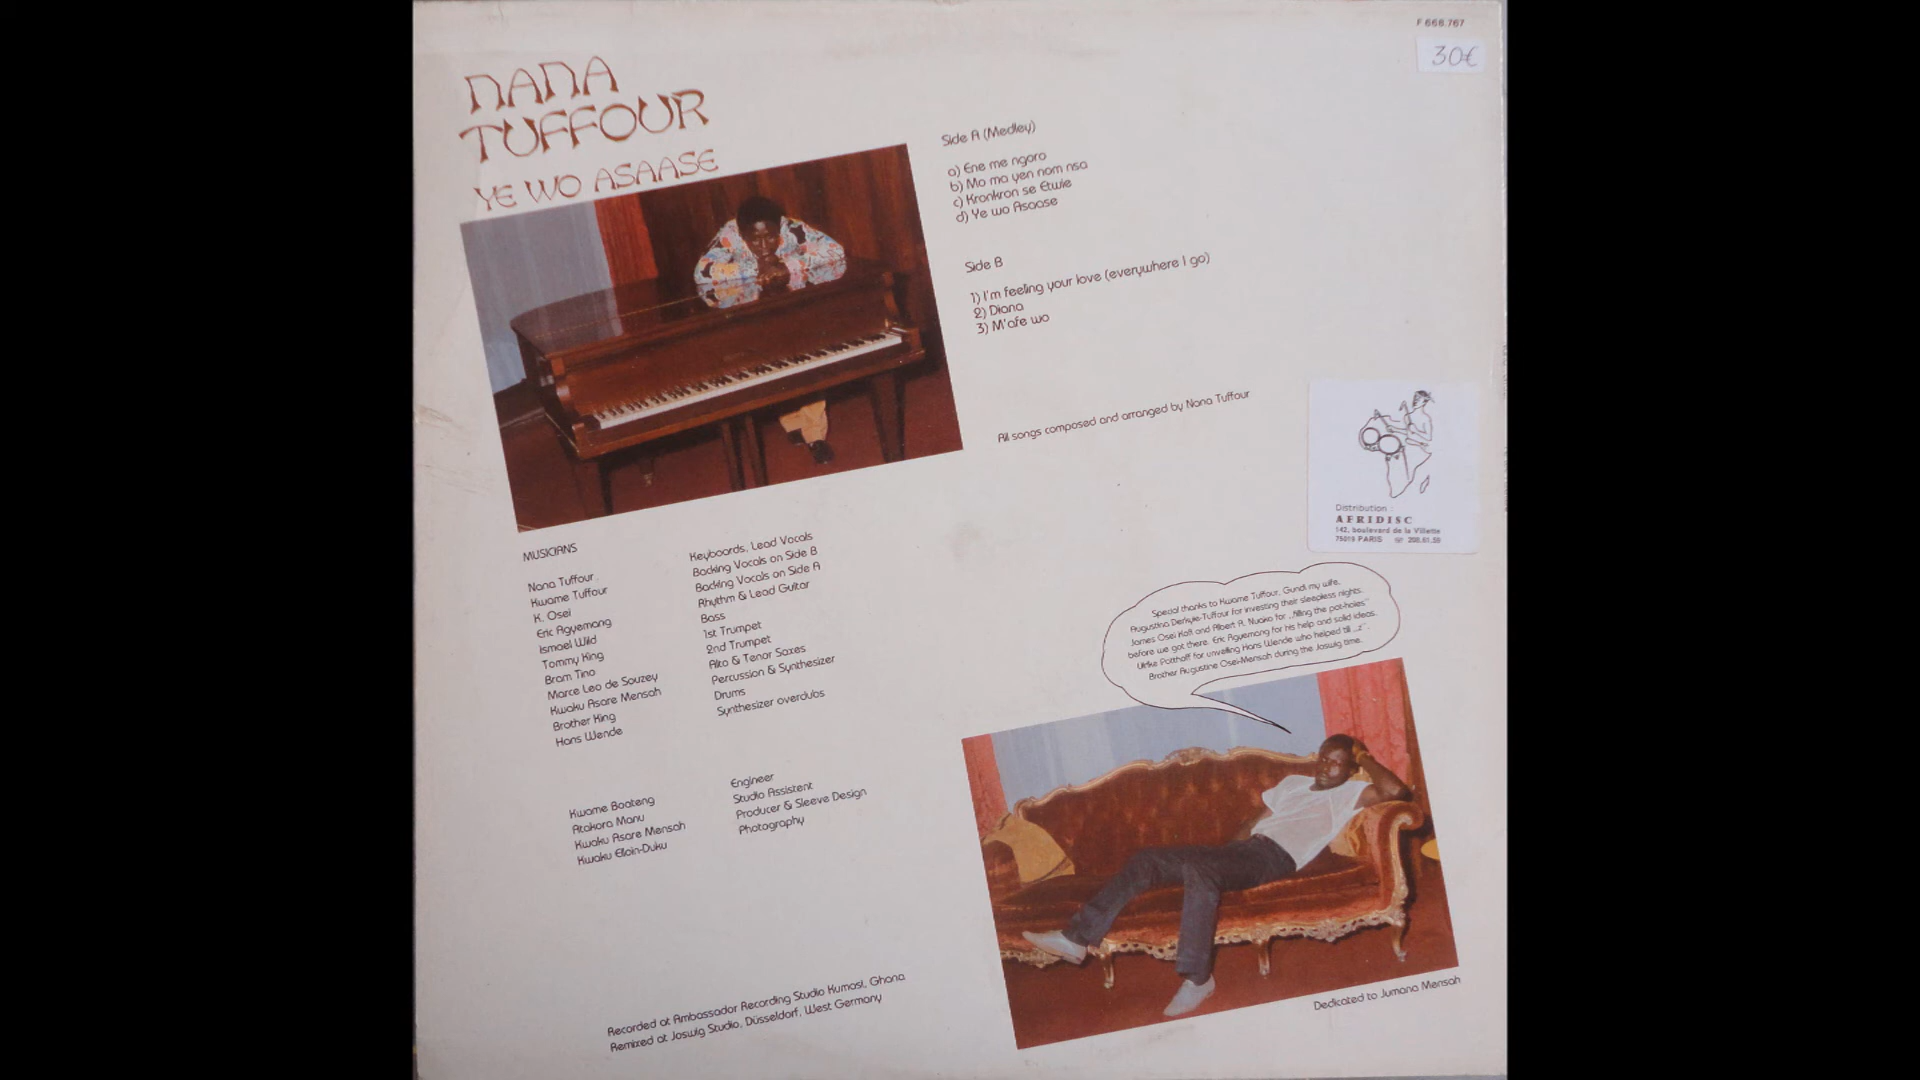 F 668.767
30€
NANA
TUFFOUR
YE WO ASAASE
Side A (Medley)
a) Ene me ngoro
b) Mo ma yen nom nsa
c) Kronkron se Etwie
d) Ye wo Asaase
Side B
1) I'm feeling your love (everywhere I go)
2) Diana
3) M'afe wo
All songs composed and arranged by Nana Tuffour
Distribution :
AFRIDISC
142, boulevard de la Villette
75019 PARIS
MUSICIANS
Nana Tuffour Keyboards, Lead Vocals
Kwame Tuffour Backing Vocals on Side B
K. Osei Backing Vocals on Side A
Eric Agyemang Rhythm & Lead Guitar
Ismael Wild Bass
Tommy King 1st Trumpet
Bram Tino 2nd Trumpet
Marce Leo de Souzey Alto & Tenor Saxes
Kwaku Asare Mensah Percussion & Synthesizer
Brother King Drums
Hans Wende Synthesizer overdubs
Kwame Boateng Engineer
Atakora Manu Studio Assistent
Kwaku Asare Mensah Producer & Sleeve Design
Kwaku Photography
Special thanks to Kwame Tuffour, Gundi my wife,
Augustina Tuffour for investing their sleepless nights.
James Osei Kofi and Albert A. Nuako for „filling the pot-holes"
before we got there. Eric Agyemang for his help and solid ideas.
Ulrike Potthoff for unveiling Hans Wende who helped till „z".
Brother Augustine Osei-Mensah during the Joswig time.
Recorded at Ambassador Recording Studio Kumasi, Ghana
Remixed at Joswig Studio, Düsseldorf, West Germany
Dedicated to Jumana Mensah